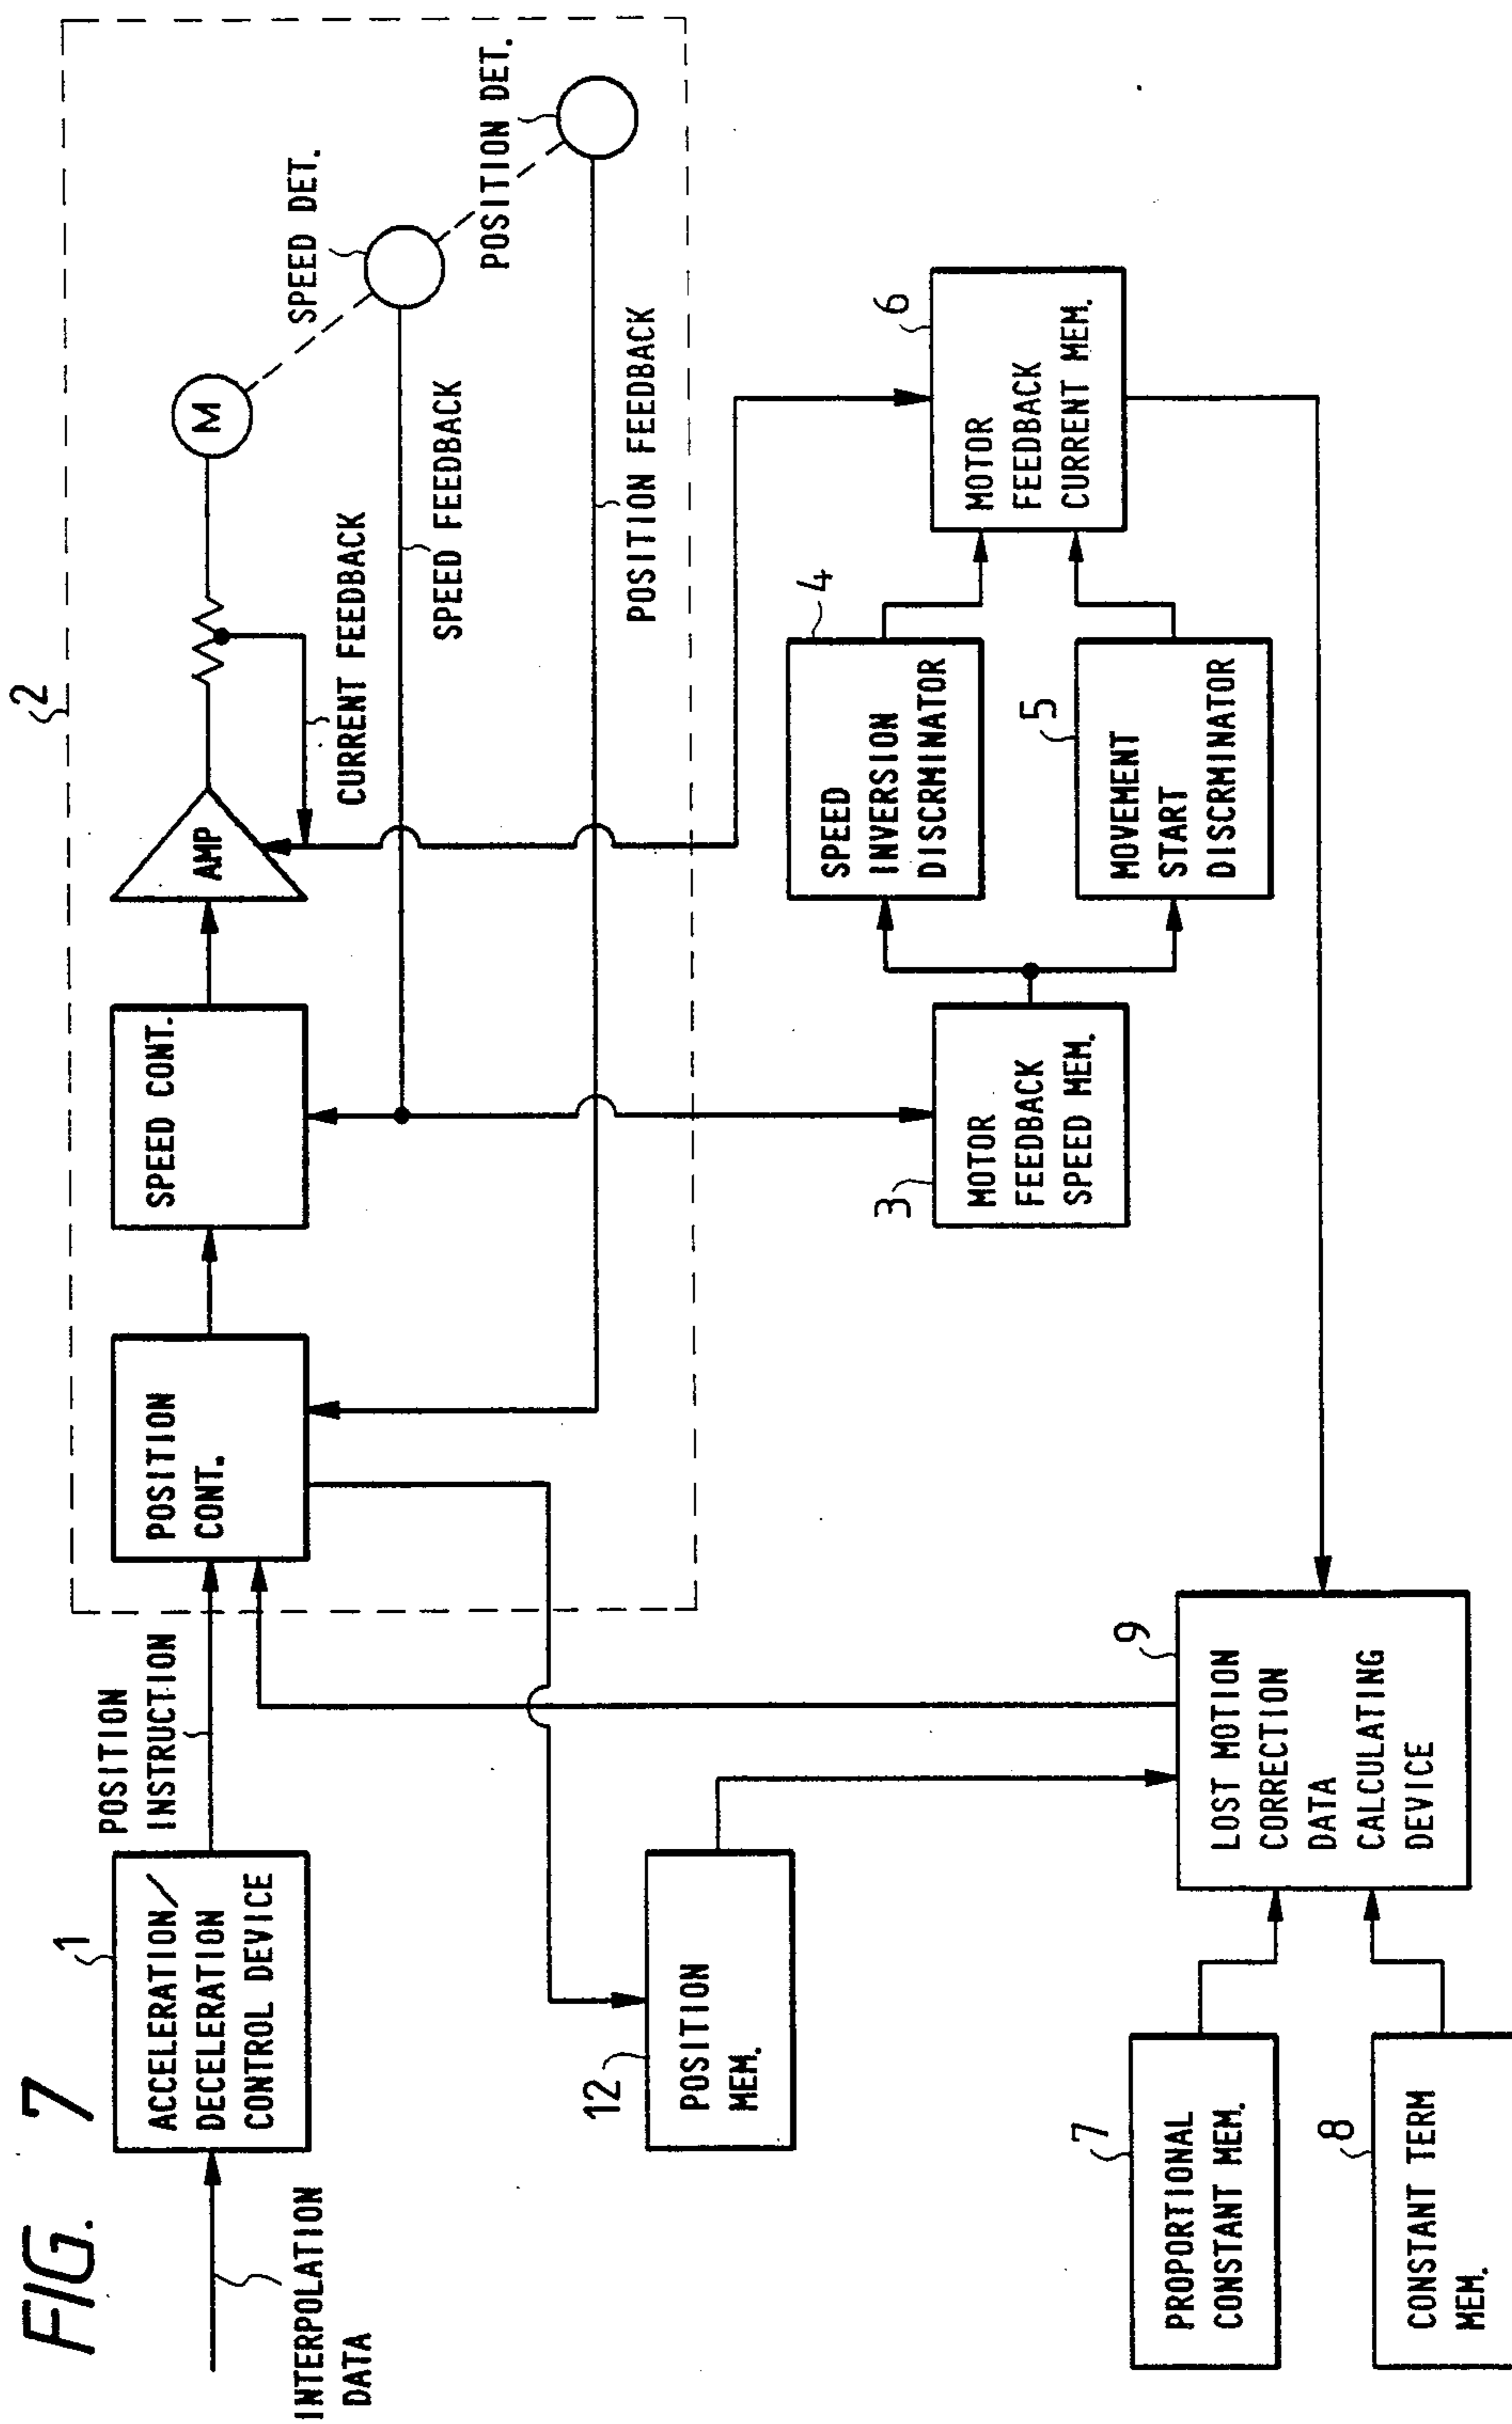 FIG. 7
INTERPOLATION
DATA
1
ACCELERATION/
DECELERATION
CONTROL DEVICE
POSITION
INSTRUCTION
2
POSITION
CONT.
SPEED CONT.
AMP
M
CURRENT FEEDBACK
SPEED DET.
SPEED FEEDBACK
POSITION DET.
POSITION FEEDBACK
12
POSITION
MEM.
3
MOTOR
FEEDBACK
SPEED MEM.
4
SPEED
INVERSION
DISCRMINATOR
5
MOVEMENT
START
DISCRMINATOR
6
MOTOR
FEEDBACK
CURRENT MEM.
7
PROPORTIONAL
CONSTANT MEM.
8
CONSTANT TERM
MEM.
9
LOST MOTION
CORRECTION
DATA
CALCULATING
DEVICE